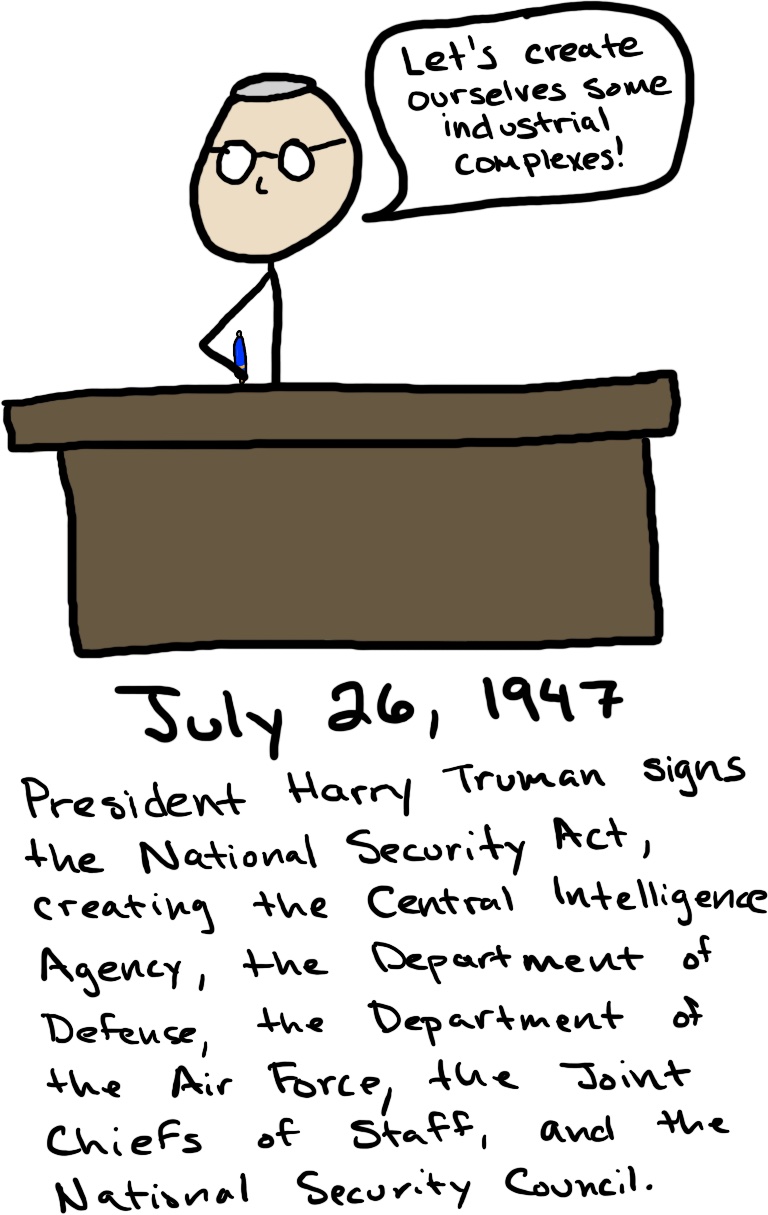 Let's create
ourselves some
industrial
complexes!
July 26, 1947
President Harry Truman signs
the National Security Act,
creating the Central Intelligence
Agency, the Department of
Defense, the Department of
the Air Force, the Joint
Chiefs of Staff, and the
National Security Council.